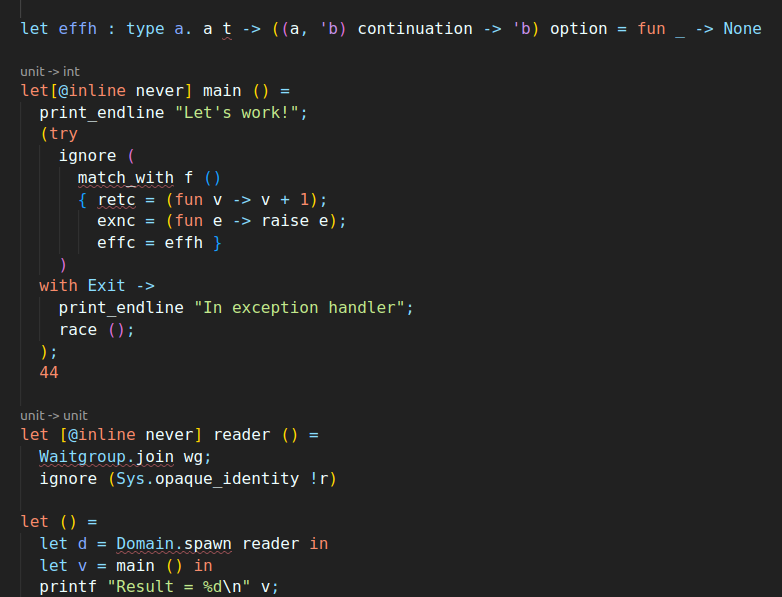 let effh : type a. a t -> ((a, 'b) continuation -> 'b) option = fun _ -> None
unit -> int
let[@inline never] main () =
print_endline "Let's work!";
(try
ignore (
match_with f ()
{ retc = (fun v -> v + 1);
exnc = (fun e -> raise e);
effc = effh }
)
with Exit ->
print_endline "In exception handler";
race ();
);
44
unit -> unit
let [@inline never] reader () =
Waitgroup.join wg;
ignore (Sys.opaque_identity !r)
let () =
let d = Domain.spawn reader in
let v = main () in
printf "Result = %d\n" v;